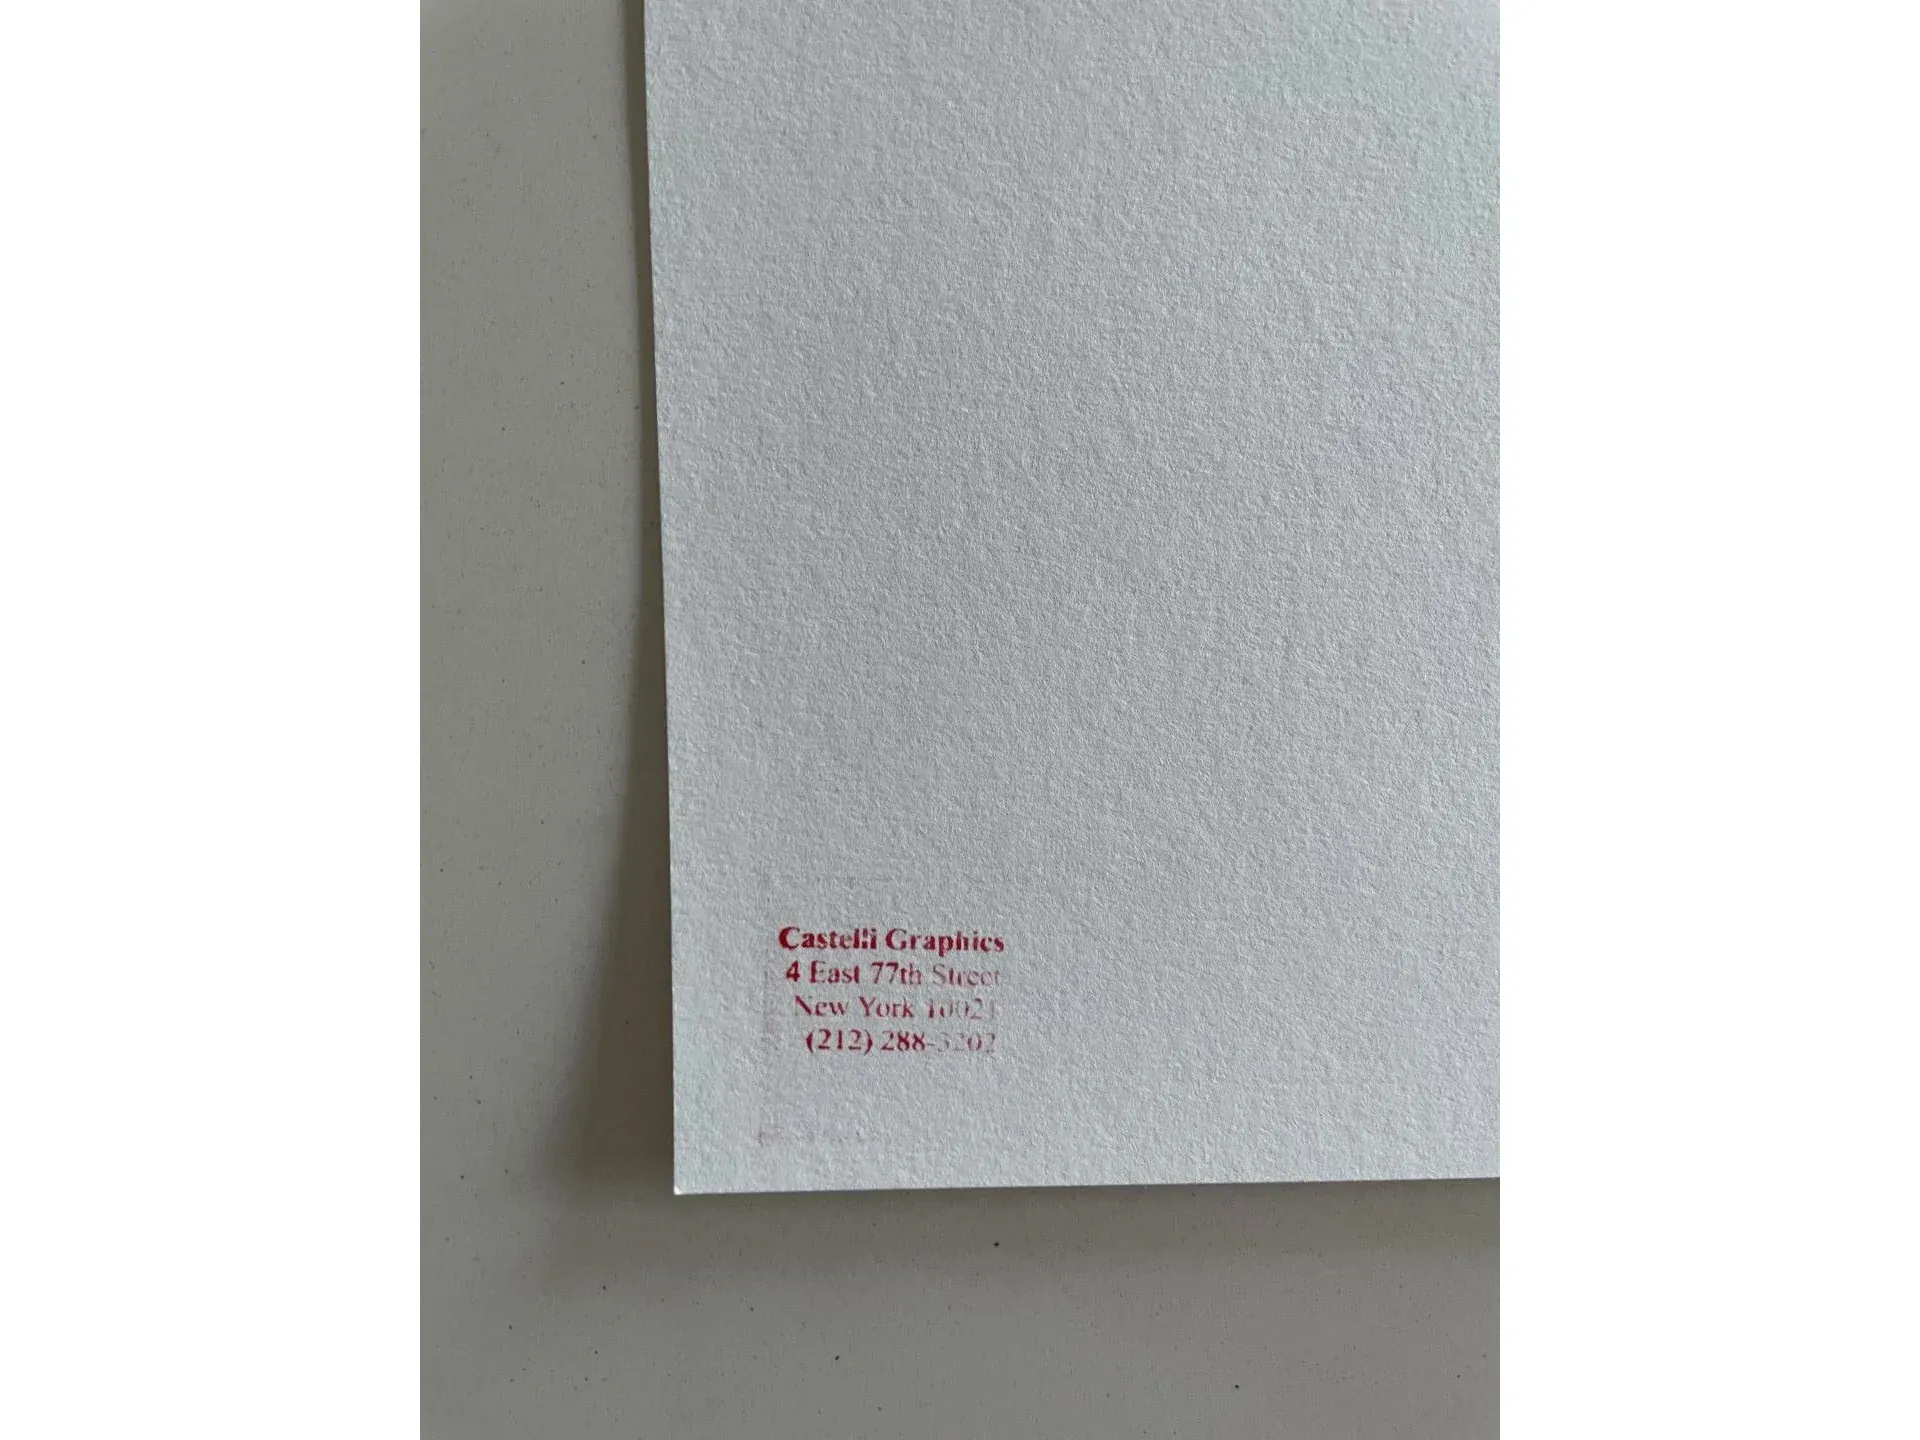 Castelli Graphics
4 East 77th Street
New York 10021
(212) 288-3202